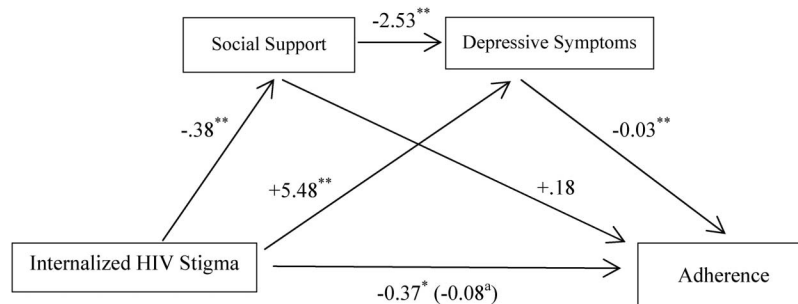 -2.53**
Social Support
Depressive Symptoms
-.38**
-0.03**
+5.48**
+.18
Internalized HIV Stigma
Adherence
-0.37* (-0.08ᵃ)